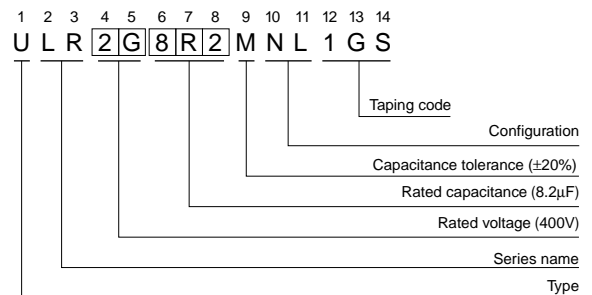 1 2 3 4 5 6 7 8 9 10 11 12 13 14
U L R 2 G 8 R 2 M N L 1 G S
Taping code
Configuration
Capacitance tolerance (±20%)
Rated capacitance (8.2μF)
Rated voltage (400V)
Series name
Type